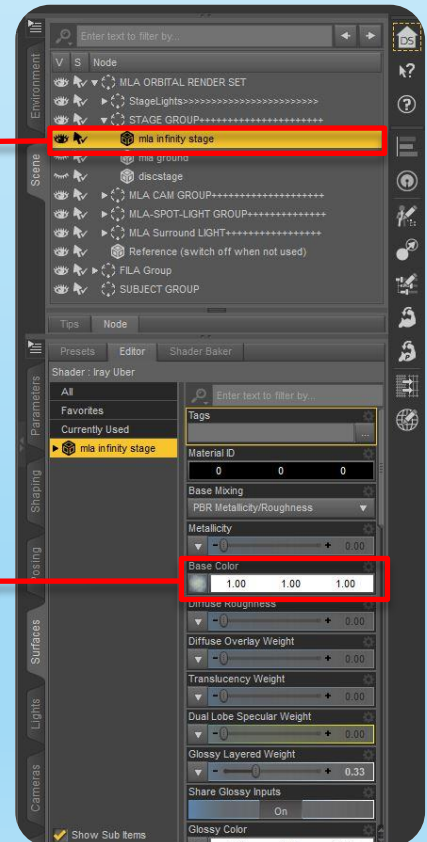 Enter text to filter by...
V S Node
MLA ORBITAL RENDER SET
StageLights>>>>>>>>>>>>>>>>>>>>>>>
STAGE GROUP+++++++++++++++++++++
mla infinity stage
mla ground
discstage
MLA CAM GROUP++++++++++++++++++++
MLA-SPOT-LIGHT GROUP++++++++++++++
MLA Surround LIGHT+++++++++++++++++
Reference (switch off when not used)
FILA Group
SUBJECT GROUP
Tips Node
Environment
Scene
DS
Presets Editor Shader Baker
Shader : Iray Uber
All
Favorites
Currently Used
mla infinity stage
Enter text to filter by...
Tags
...
Material ID
0 0 0
Base Mixing
PBR Metallicity/Roughness
Metallicity
- + 0.00
Base Color
1.00 1.00 1.00
Diffuse Roughness
- + 0.00
Diffuse Overlay Weight
- + 0.00
Translucency Weight
- + 0.00
Dual Lobe Specular Weight
- + 0.00
Glossy Layered Weight
- + 0.33
Share Glossy Inputs
On
Glossy Color
Show Sub Items
Parameters
Shaping
Surfaces
Lights
Cameras